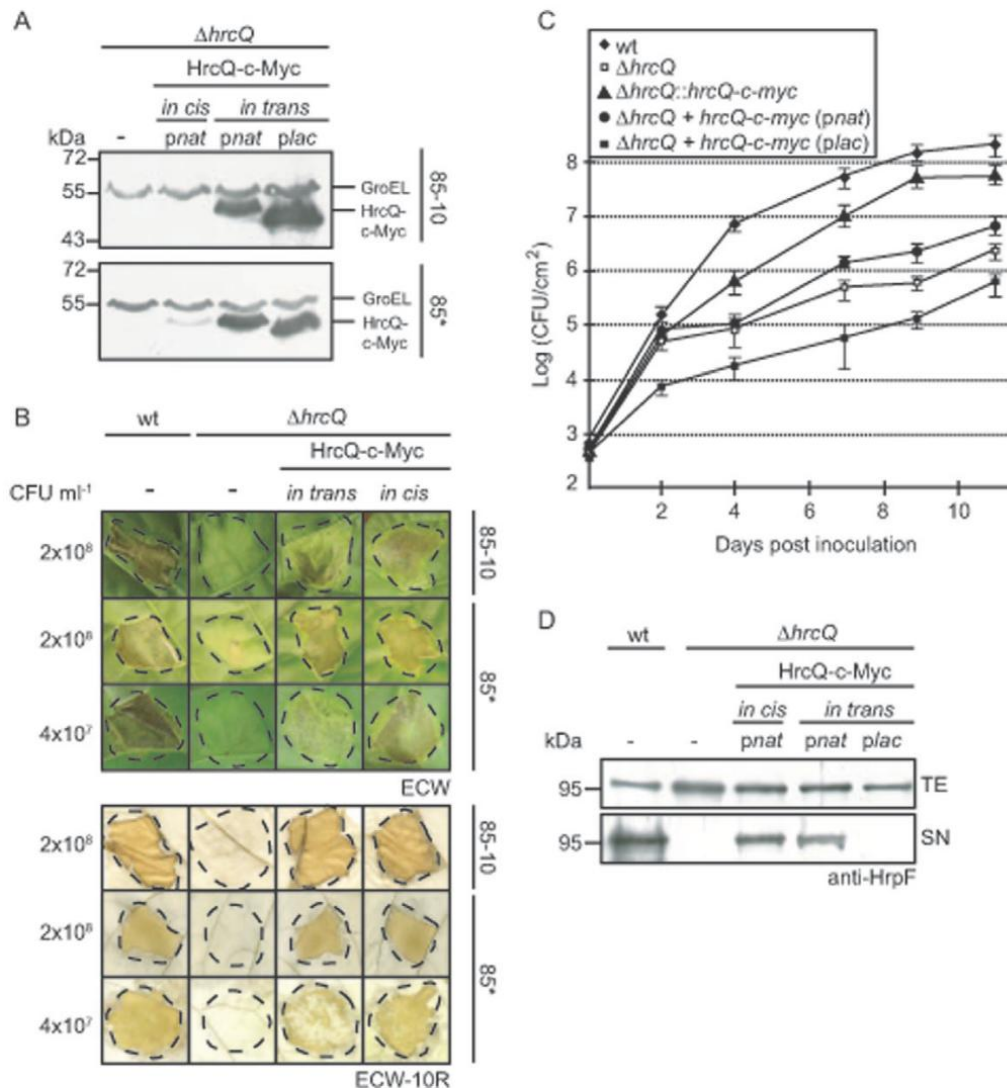 A
ΔhrcQ
HrcQ-c-Myc
in cis in trans
kDa - pnat pnat plac
72
55
43
GroEL
HrcQ-
c-Myc
85-10
72
55
GroEL
HrcQ-
c-Myc
85*
B
wt ΔhrcQ
HrcQ-c-Myc
CFU ml-1 - - in trans in cis
2x10⁸
85-10
2x10⁸
4x10⁷
85*
ECW
2x10⁸
85-10
2x10⁸
4x10⁷
85*
ECW-10R
C
wt
ΔhrcQ
ΔhrcQ::hrcQ-c-myc
ΔhrcQ + hrcQ-c-myc (pnat)
ΔhrcQ + hrcQ-c-myc (plac)
Log (CFU/cm²)
8
7
6
5
4
3
2
2 4 6 8 10
Days post inoculation
D
wt ΔhrcQ
HrcQ-c-Myc
in cis in trans
kDa - - pnat pnat plac
95 TE
95 SN
anti-HrpF